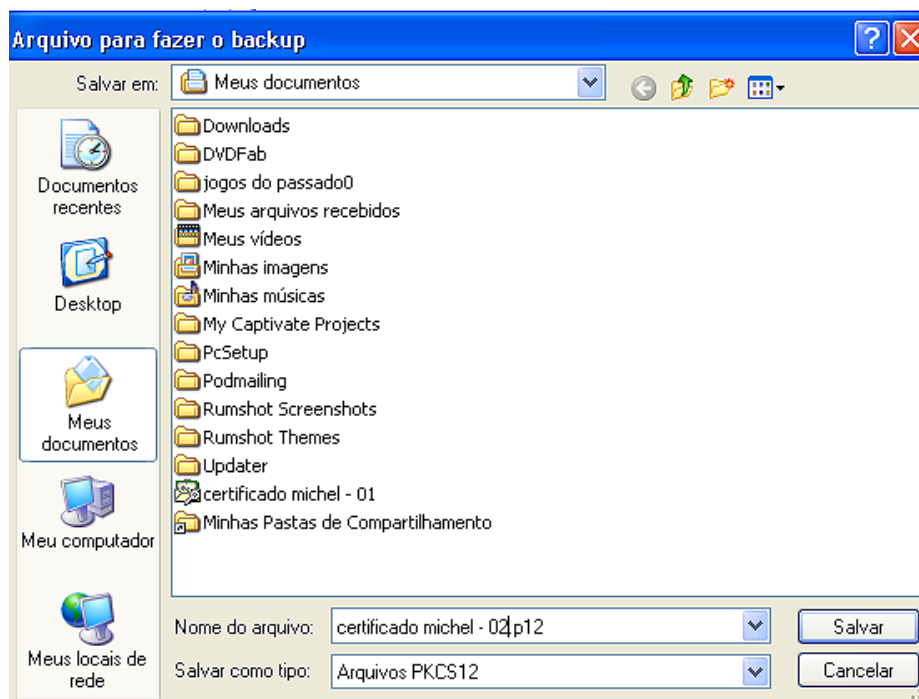 Arquivo para fazer o backup
Salvar em:
Meus documentos
Documentos
recentes
Desktop
Meus
documentos
Meu computador
Meus locais de
rede
Downloads
DVDFab
jogos do passado0
Meus arquivos recebidos
Meus vídeos
Minhas imagens
Minhas músicas
My Captivate Projects
PcSetup
Podmailing
Rumshot Screenshots
Rumshot Themes
Updater
certificado michel - 01
Minhas Pastas de Compartilhamento
Nome do arquivo:
certificado michel - 02.p12
Salvar
Salvar como tipo:
Arquivos PKCS12
Cancelar